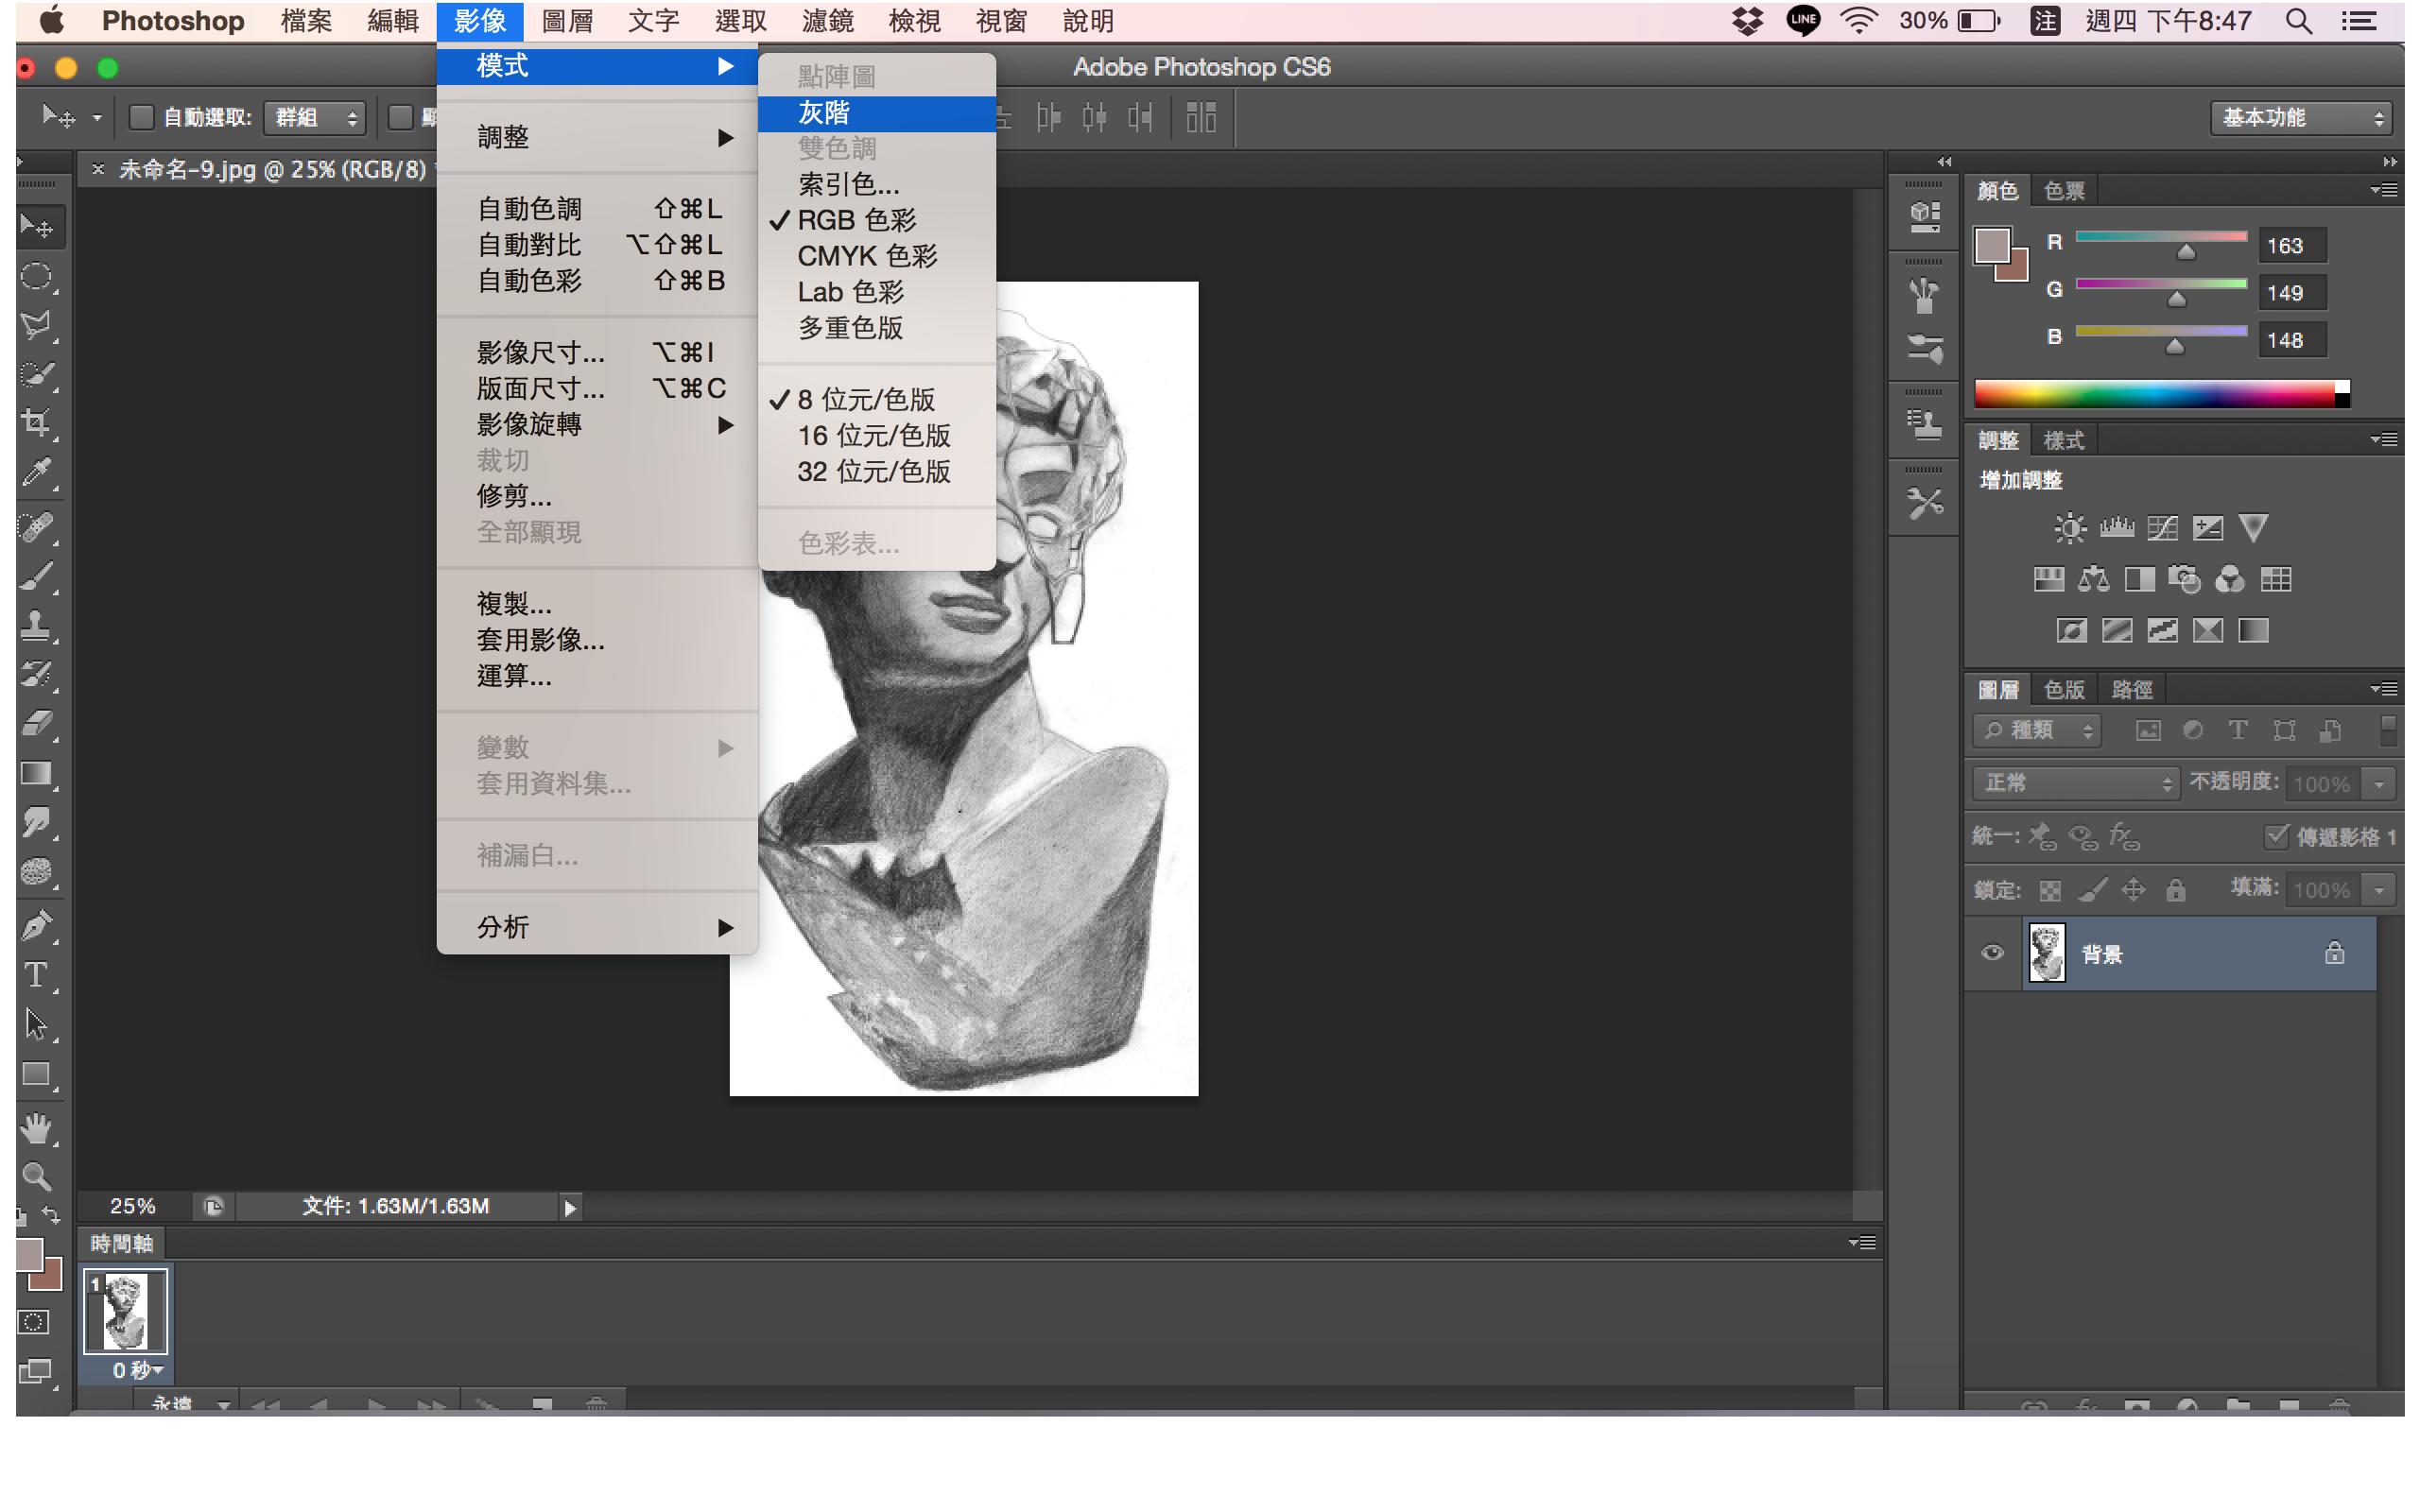 Photoshop 檔案 編輯 影像 圖層 文字 選取 濾鏡 檢視 視窗 說明 LINE 30% 注 週四 下午8:47
Adobe Photoshop CS6
自動選取: 群組 基本功能
× 未命名-9.jpg @ 25% (RGB/8)
模式
調整
自動色調 ⇧⌘L
自動對比 ⌥⇧⌘L
自動色彩 ⇧⌘B
影像尺寸... ⌥⌘I
版面尺寸... ⌥⌘C
影像旋轉
裁切
修剪...
全部顯現
複製...
套用影像...
運算...
變數
套用資料集...
補漏白...
分析
點陣圖
灰階
雙色調
索引色...
✓ RGB 色彩
CMYK 色彩
Lab 色彩
多重色版
✓ 8 位元/色版
16 位元/色版
32 位元/色版
色彩表...
顏色 色票
R 163
G 149
B 148
調整 樣式
增加調整
圖層 色版 路徑
種類
正常 不透明度: 100%
統一: 傳遞影格 1
鎖定: 填滿: 100%
背景
25% 文件: 1.63M/1.63M
時間軸
1
0 秒
永遠